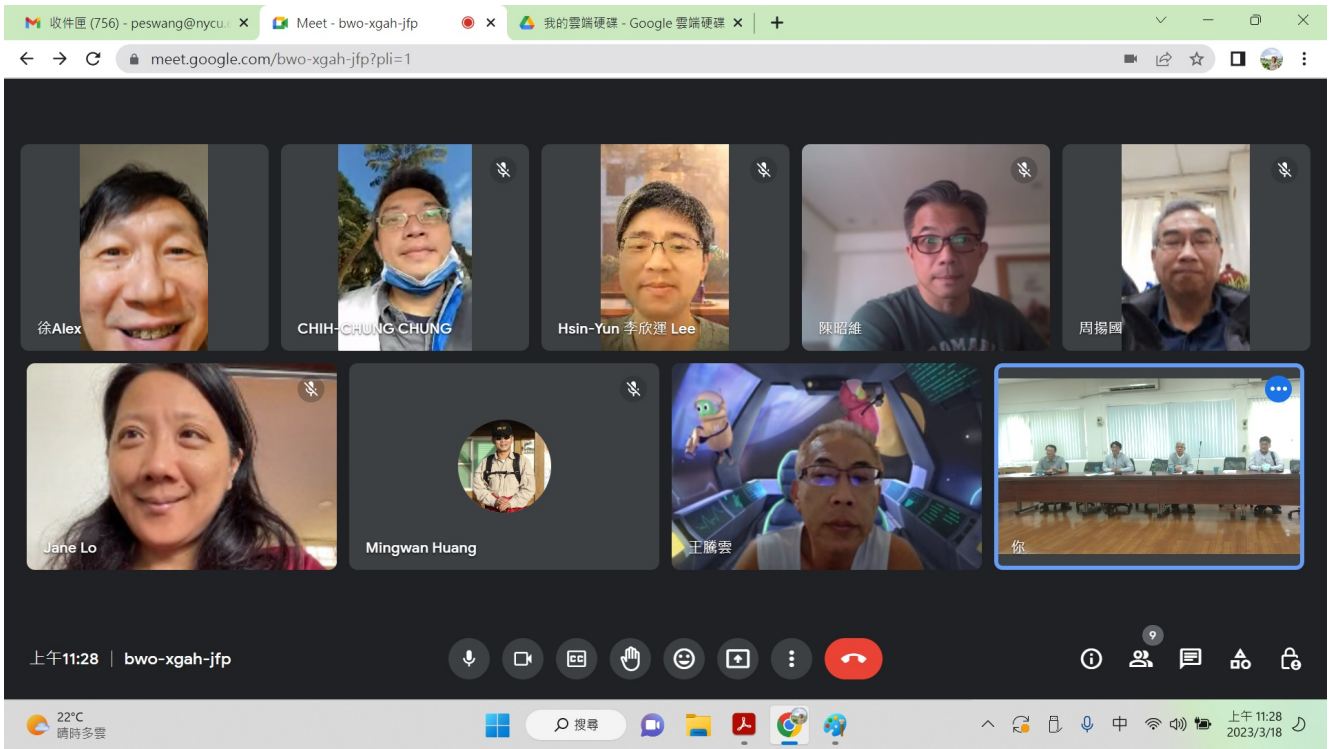 收件匣 (756) - peswang@nycu.
Meet - bwo-xgah-jfp
我的雲端硬碟 - Google 雲端硬碟
meet.google.com/bwo-xgah-jfp?pli=1
徐Alex
CHIH-CHUNG CHUNG
Hsin-Yun 李欣運 Lee
陳昭維
周揚國
Jane Lo
Mingwan Huang
王騰雲
你
上午11:28 | bwo-xgah-jfp
CC
9
22°C
晴時多雲
搜尋
中
上午 11:28
2023/3/18